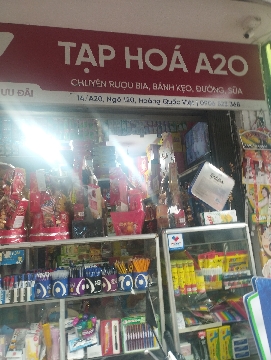 TẠP HOÁ A20
CHUYÊN RƯỢU BIA, BÁNH KẸO, ĐƯỜNG, SỮA
ƯU ĐÃI
Ngõ 120, Hoàng Quốc Việt